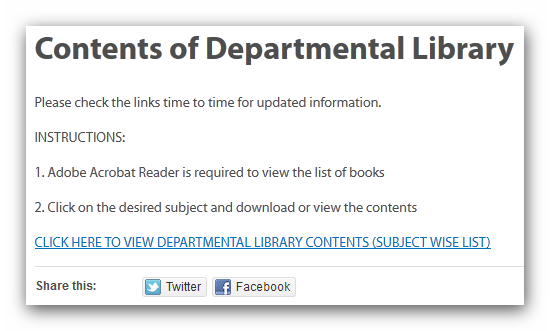 Contents of Departmental Library
Please check the links time to time for updated information.
INSTRUCTIONS:
1. Adobe Acrobat Reader is required to view the list of books
2. Click on the desired subject and download or view the contents
CLICK HERE TO VIEW DEPARTMENTAL LIBRARY CONTENTS (SUBJECT WISE LIST)
Share this: Twitter Facebook